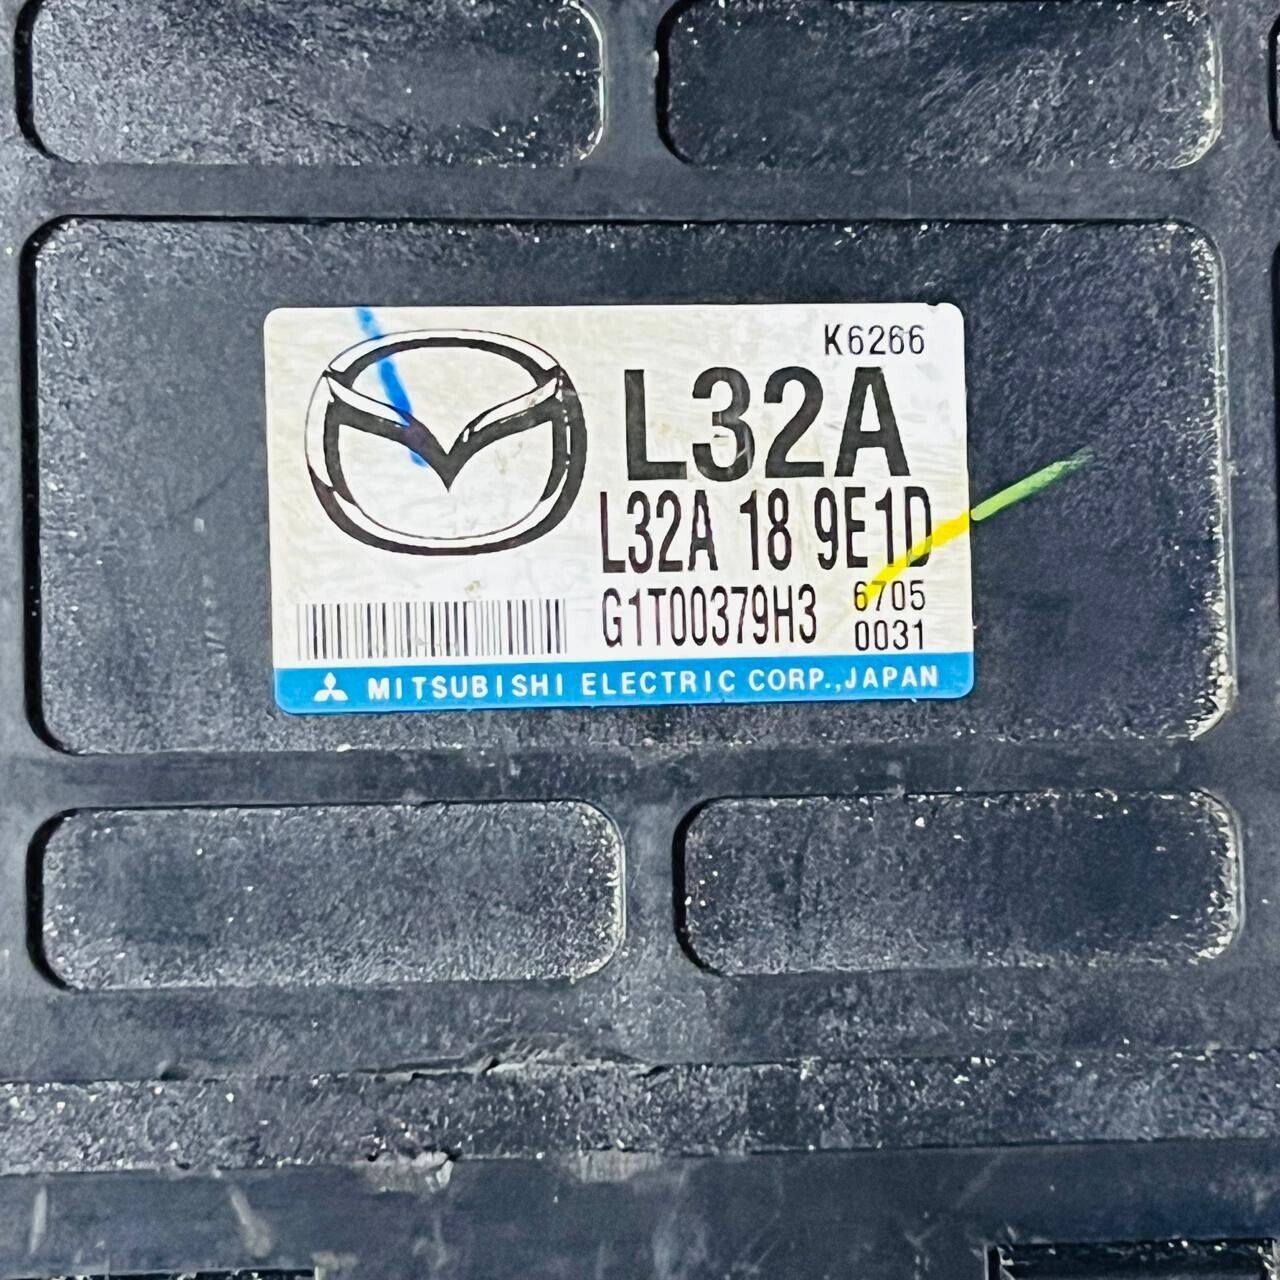 K6266
L32A
L32A 18 9E1D
G1T00379H3
6705
0031
MITSUBISHI ELECTRIC CORP.,JAPAN